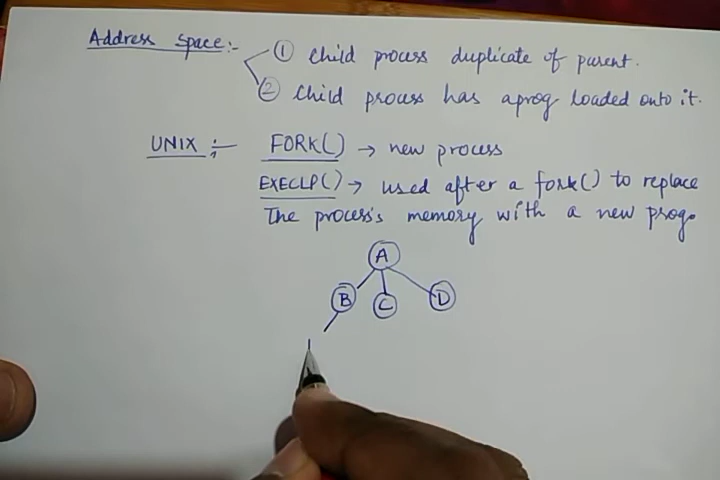 Address space:- ① child process duplicate of parent.
② child process has a prog loaded onto it.
UNIX :- FORK() → new process
EXECLP() → used after a fork() to replace
The process's memory with a new prog.
A
B C D